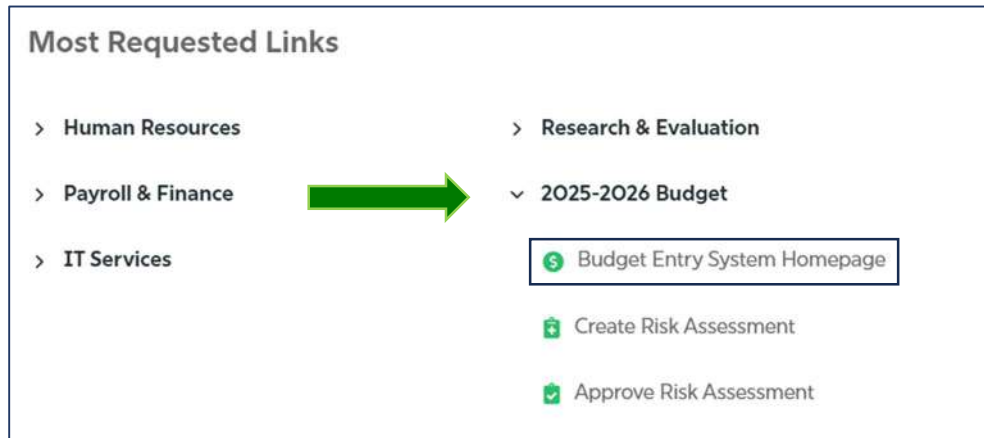 Most Requested Links
Human Resources
Payroll & Finance
IT Services
Research & Evaluation
2025-2026 Budget
Budget Entry System Homepage
Create Risk Assessment
Approve Risk Assessment